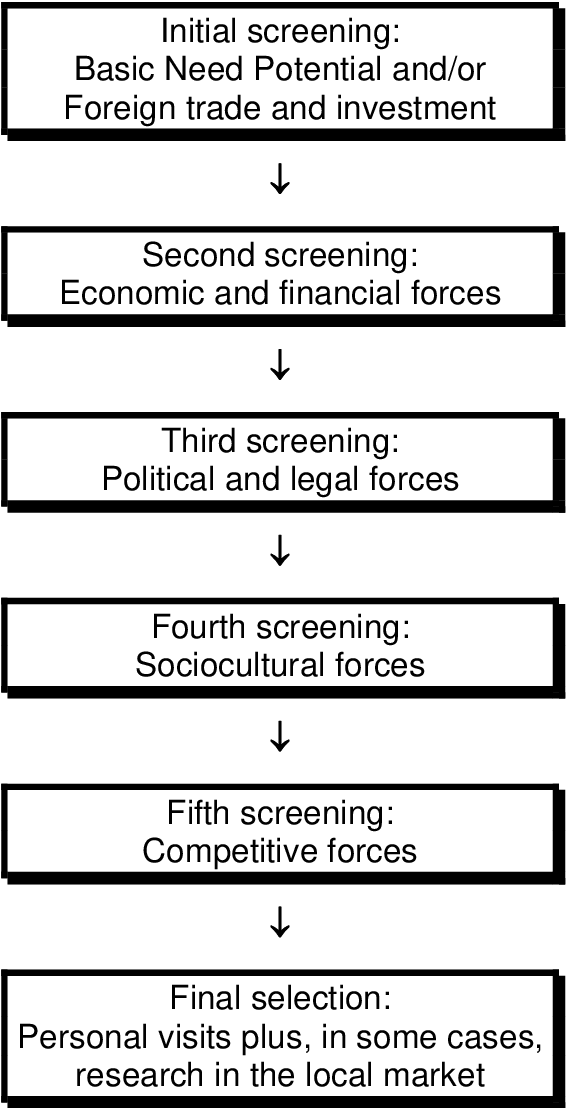 Initial screening:
Basic Need Potential and/or
Foreign trade and investment
Second screening:
Economic and financial forces
Third screening:
Political and legal forces
Fourth screening:
Sociocultural forces
Fifth screening:
Competitive forces
Final selection:
Personal visits plus, in some cases,
research in the local market